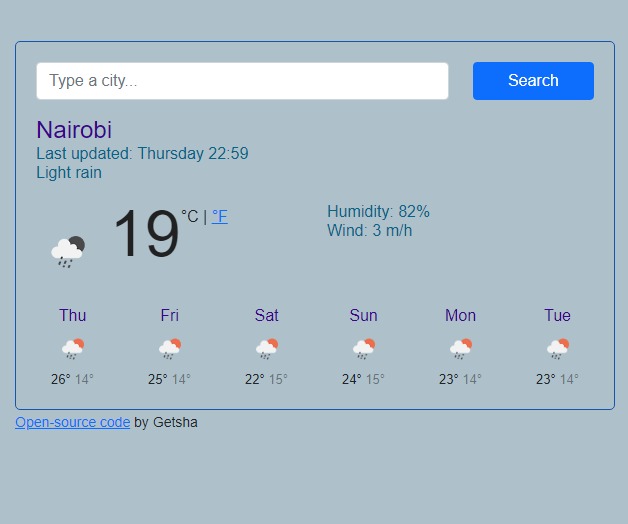 Type a city...
Search
Nairobi
Last updated: Thursday 22:59
Light rain
19 °C | °F
Humidity: 82%
Wind: 3 m/h
Thu Fri Sat Sun Mon Tue
26° 14° 25° 14° 22° 15° 24° 15° 23° 14° 23° 14°
Open-source code by Getsha